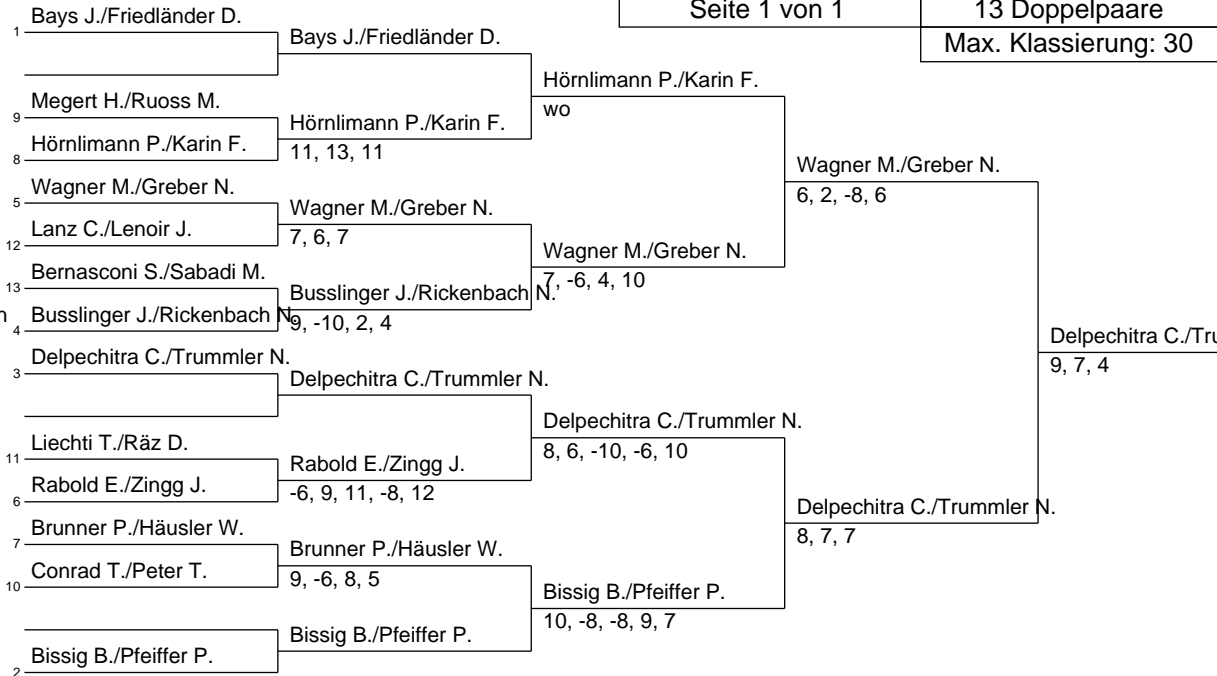 Seite 1 von 1
13 Doppelpaare
Max. Klassierung: 30
1 Bays J./Friedländer D.
9 Megert H./Ruoss M.
8 Hörnlimann P./Karin F.
5 Wagner M./Greber N.
12 Lanz C./Lenoir J.
13 Bernasconi S./Sabadi M.
4 Busslinger J./Rickenbach N.
3 Delpechitra C./Trummler N.
11 Liechti T./Räz D.
6 Rabold E./Zingg J.
7 Brunner P./Häusler W.
10 Conrad T./Peter T.
2 Bissig B./Pfeiffer P.
Bays J./Friedländer D.
Hörnlimann P./Karin F.
11, 13, 11
Wagner M./Greber N.
7, 6, 7
Busslinger J./Rickenbach N.
9, -10, 2, 4
Delpechitra C./Trummler N.
Rabold E./Zingg J.
-6, 9, 11, -8, 12
Brunner P./Häusler W.
9, -6, 8, 5
Bissig B./Pfeiffer P.
Hörnlimann P./Karin F.
wo
Wagner M./Greber N.
7, -6, 4, 10
Delpechitra C./Trummler N.
8, 6, -10, -6, 10
Bissig B./Pfeiffer P.
10, -8, -8, 9, 7
Wagner M./Greber N.
6, 2, -8, 6
Delpechitra C./Trummler N.
8, 7, 7
Delpechitra C./Tru
9, 7, 4